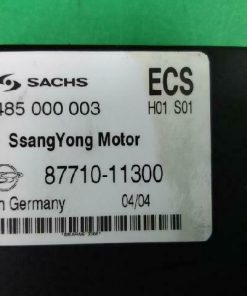 SACHS ECS
485 000 003 H01 S01
SsangYong Motor
87710-11300
Germany 04/04